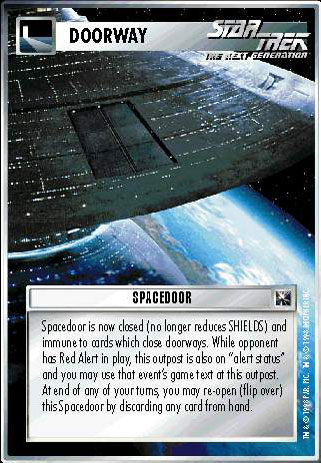 DOORWAY
STAR TREK
THE NEXT GENERATION
SPACEDOOR
Spacedoor is now closed (no longer reduces SHIELDS) and
immune to cards which close doorways. While opponent
has Red Alert in play, this outpost is also on "alert status"
and you may use that event's game text at this outpost.
At end of any of your turns, you may re-open (flip over)
this Spacedoor by discarding any card from hand.